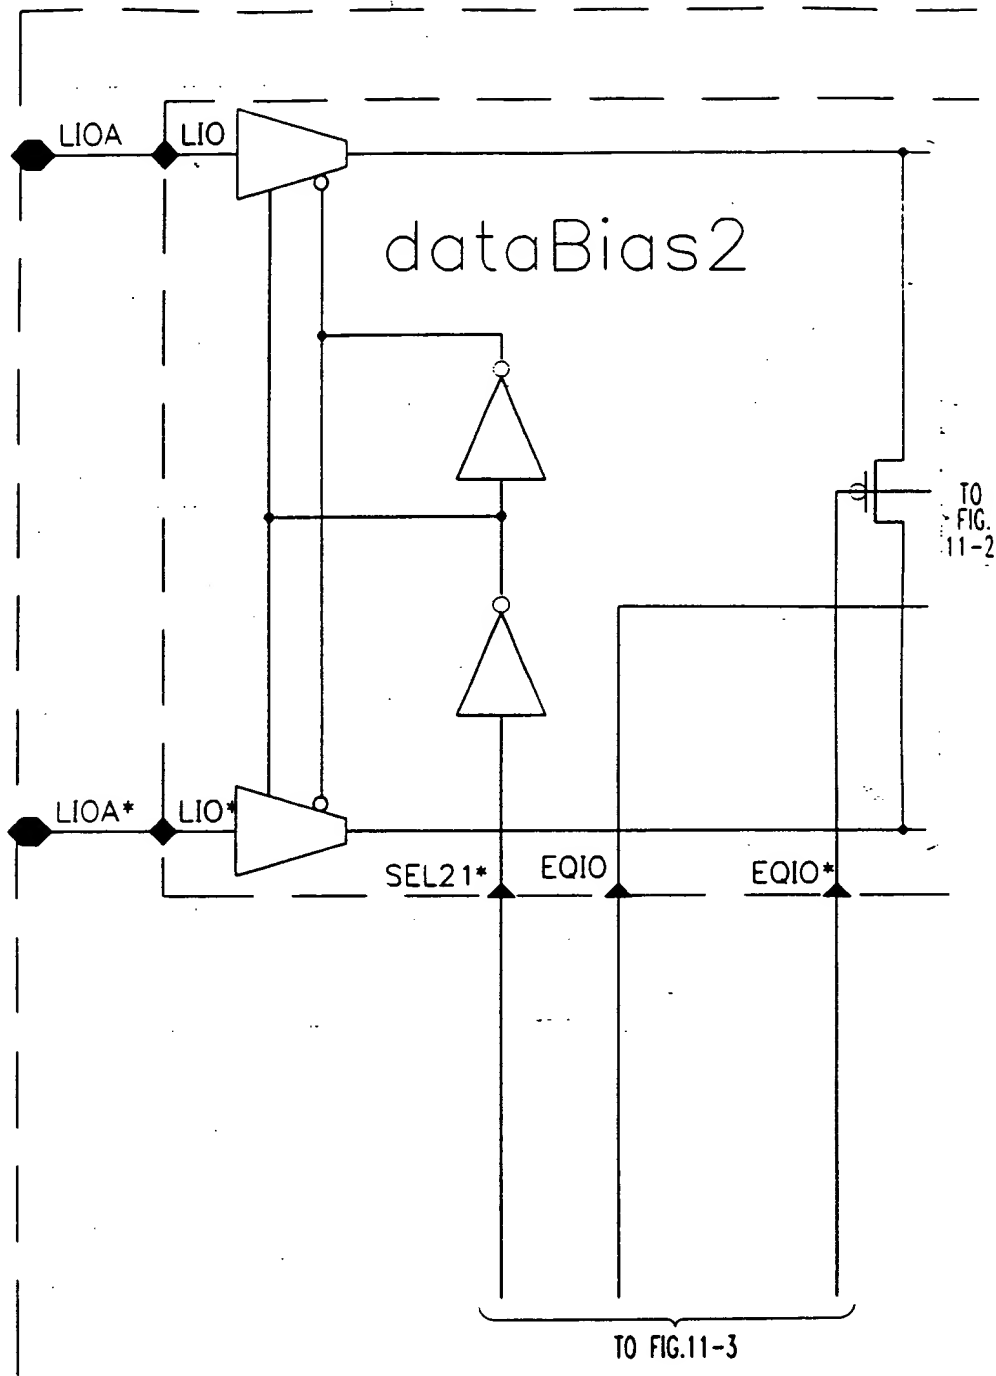 LIOA
LIO
dataBias2
TO
FIG.
11-2
LIOA*
LIO*
SEL21*
EQIO
EQIO*
TO FIG.11-3